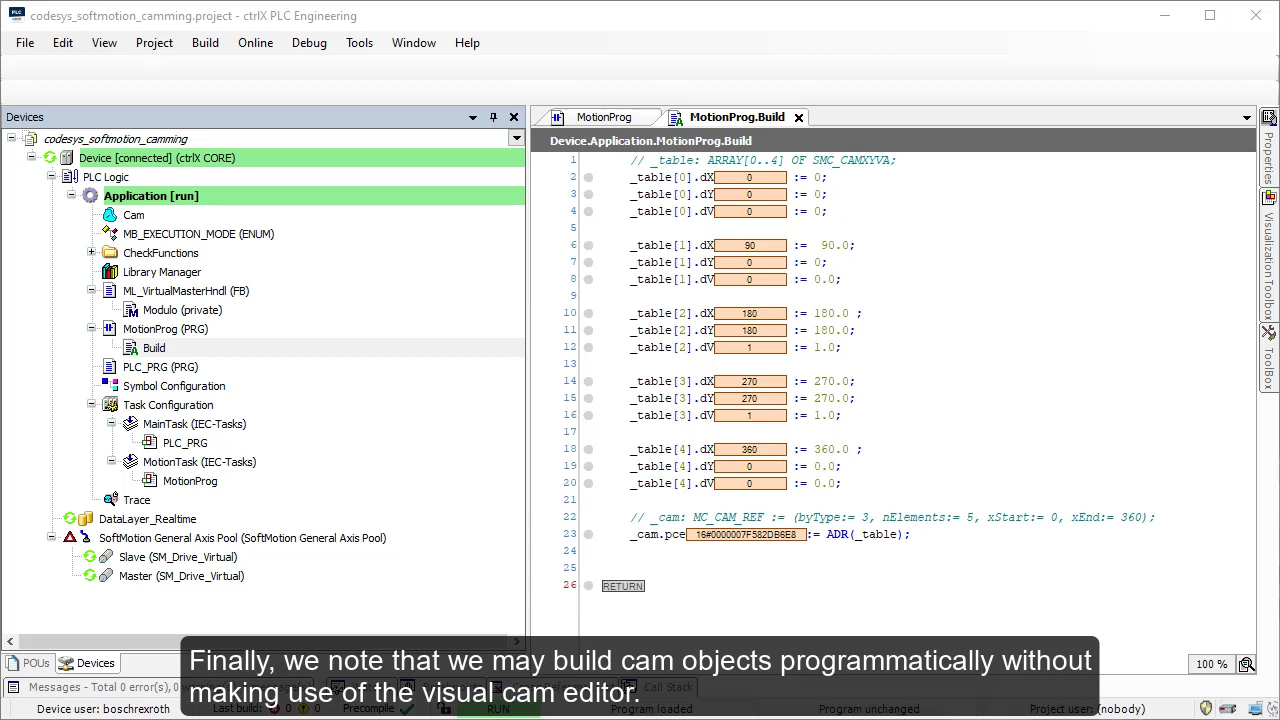 codesys_softmotion_camming.project - ctrlX PLC Engineering
File Edit View Project Build Online Debug Tools Window Help
Devices
codesys_softmotion_camming
Device [connected] (ctrlX CORE)
PLC Logic
Application [run]
Cam
MB_EXECUTION_MODE (ENUM)
CheckFunctions
Library Manager
ML_VirtualMasterHndl (FB)
Modulo (private)
MotionProg (PRG)
Build
PLC_PRG (PRG)
Symbol Configuration
Task Configuration
MainTask (IEC-Tasks)
PLC_PRG
MotionTask (IEC-Tasks)
MotionProg
Trace
DataLayer_Realtime
SoftMotion General Axis Pool (SoftMotion General Axis Pool)
Slave (SM_Drive_Virtual)
Master (SM_Drive_Virtual)
POUs Devices
MotionProg MotionProg.Build
Device.Application.MotionProg.Build
1 // _table: ARRAY[0..4] OF SMC_CAMXYVA;
2 _table[0].dX 0 := 0;
3 _table[0].dY 0 := 0;
4 _table[0].dV 0 := 0;
5
6 _table[1].dX 90 := 90.0;
7 _table[1].dY 0 := 0;
8 _table[1].dV 0 := 0.0;
9
10 _table[2].dX 180 := 180.0 ;
11 _table[2].dY 180 := 180.0;
12 _table[2].dV 1 := 1.0;
13
14 _table[3].dX 270 := 270.0;
15 _table[3].dY 270 := 270.0;
16 _table[3].dV 1 := 1.0;
17
18 _table[4].dX 360 := 360.0 ;
19 _table[4].dY 0 := 0.0;
20 _table[4].dV 0 := 0.0;
21
22 // _cam: MC_CAM_REF := (byType:= 3, nElements:= 5, xStart:= 0, xEnd:= 360);
23 _cam.pce 16#0000007F582DB6E8 := ADR(_table);
24
25
26 RETURN
100 %
Properties
VisualizationToolbox
ToolBox
Finally, we note that we may build cam objects programmatically without
making use of the visual cam editor.
Messages - Total 0 error(s), 0 Call Stack
Device user: boschrexroth Last build: 0 0 Precompile RUN Program loaded Program unchanged Project user: (nobody)